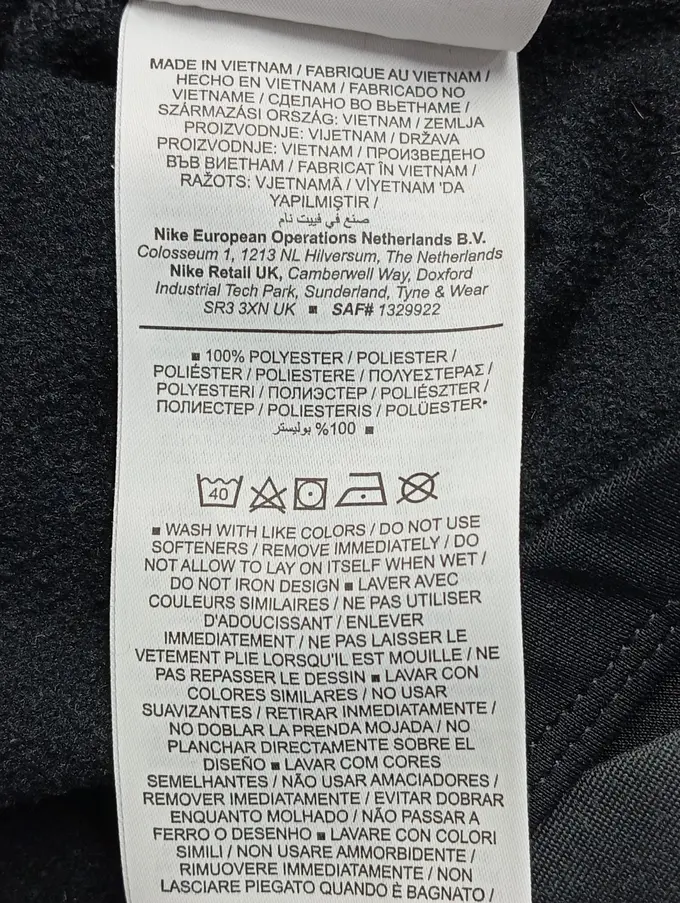 MADE IN VIETNAM / FABRIQUE AU VIETNAM /
HECHO EN VIETNAM / FABRICADO NO
VIETNAME / СДЕЛАНО ВО ВЬЕТНАМЕ /
SZÁRMAZÁSI ORSZÁG: VIETNAM / ZEMLJA
PROIZVODNJE: VIJETNAM / DRŽAVA
PROIZVODNJE: VIETNAM / ПРОИЗВЕДЕНО
ВЪВ ВИЕТНАМ / FABRICAT ÎN VIETNAM /
RAŽOTS: VJETNAMĀ / VİYETNAM 'DA
YAPILMIŞTIR /
صنع في فييت نام
Nike European Operations Netherlands B.V.
Colosseum 1, 1213 NL Hilversum, The Netherlands
Nike Retail UK, Camberwell Way, Doxford
Industrial Tech Park, Sunderland, Tyne & Wear
SR3 3XN UK ■ SAF# 1329922
■ 100% POLYESTER / POLIESTER /
POLIÉSTER / POLIESTERE / ΠΟΛΥΕΣΤΕΡΑΣ /
POLYESTERI / ПОЛИЭСТЕР / POLIÉSZTER /
ПОЛИЕСТЕР / POLIESTERIS / POLÜESTER•
100% بوليستر ■
40
■ WASH WITH LIKE COLORS / DO NOT USE
SOFTENERS / REMOVE IMMEDIATELY / DO
NOT ALLOW TO LAY ON ITSELF WHEN WET /
DO NOT IRON DESIGN ■ LAVER AVEC
COULEURS SIMILAIRES / NE PAS UTILISER
D'ADOUCISSANT / ENLEVER
IMMEDIATEMENT / NE PAS LAISSER LE
VETEMENT PLIE LORSQU'IL EST MOUILLE / NE
PAS REPASSER LE DESSIN ■ LAVAR CON
COLORES SIMILARES / NO USAR
SUAVIZANTES / RETIRAR INMEDIATAMENTE /
NO DOBLAR LA PRENDA MOJADA / NO
PLANCHAR DIRECTAMENTE SOBRE EL
DISEÑO ■ LAVAR COM CORES
SEMELHANTES / NÃO USAR AMACIADORES /
REMOVER IMEDIATAMENTE / EVITAR DOBRAR
ENQUANTO MOLHADO / NÃO PASSAR A
FERRO O DESENHO ■ LAVARE CON COLORI
SIMILI / NON USARE AMMORBIDENTE /
RIMUOVERE IMMEDIATAMENTE / NON
LASCIARE PIEGATO QUANDO È BAGNATO /